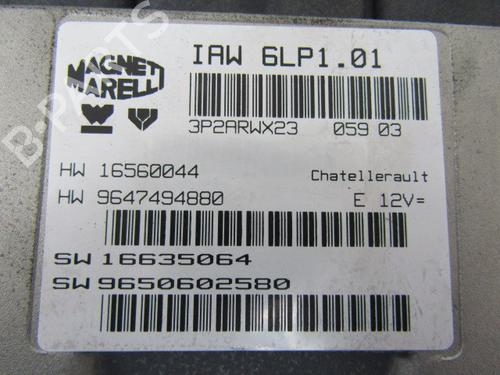 B-PARTS
MAGNETI
MARELLI
IAW 6LP1.01
3P2ARWX23 059 03
HW 16560044 Chatellerault
HW 9647494880 E 12V=
SW 16635064
SW 9650602580